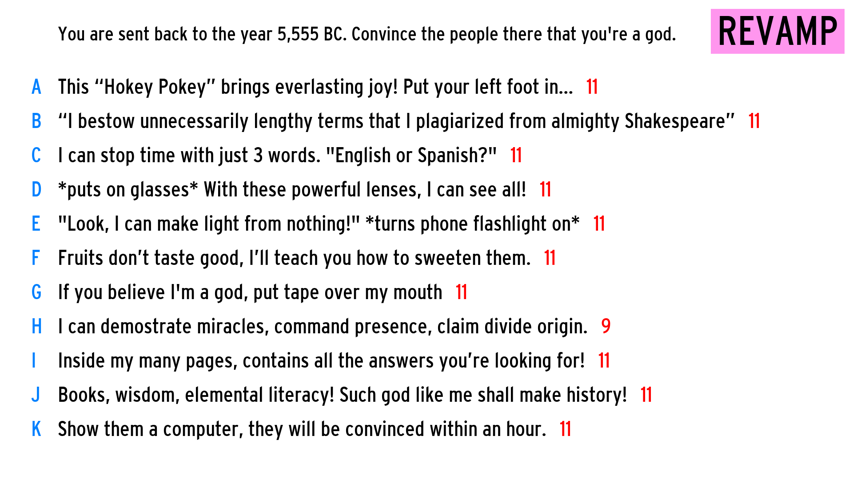 You are sent back to the year 5,555 BC. Convince the people there that you're a god.
REVAMP
A This “Hokey Pokey” brings everlasting joy! Put your left foot in... 11
B “I bestow unnecessarily lengthy terms that I plagiarized from almighty Shakespeare” 11
C I can stop time with just 3 words. "English or Spanish?" 11
D *puts on glasses* With these powerful lenses, I can see all! 11
E "Look, I can make light from nothing!" *turns phone flashlight on* 11
F Fruits don’t taste good, I’ll teach you how to sweeten them. 11
G If you believe I'm a god, put tape over my mouth 11
H I can demostrate miracles, command presence, claim divide origin. 9
I Inside my many pages, contains all the answers you’re looking for! 11
J Books, wisdom, elemental literacy! Such god like me shall make history! 11
K Show them a computer, they will be convinced within an hour. 11